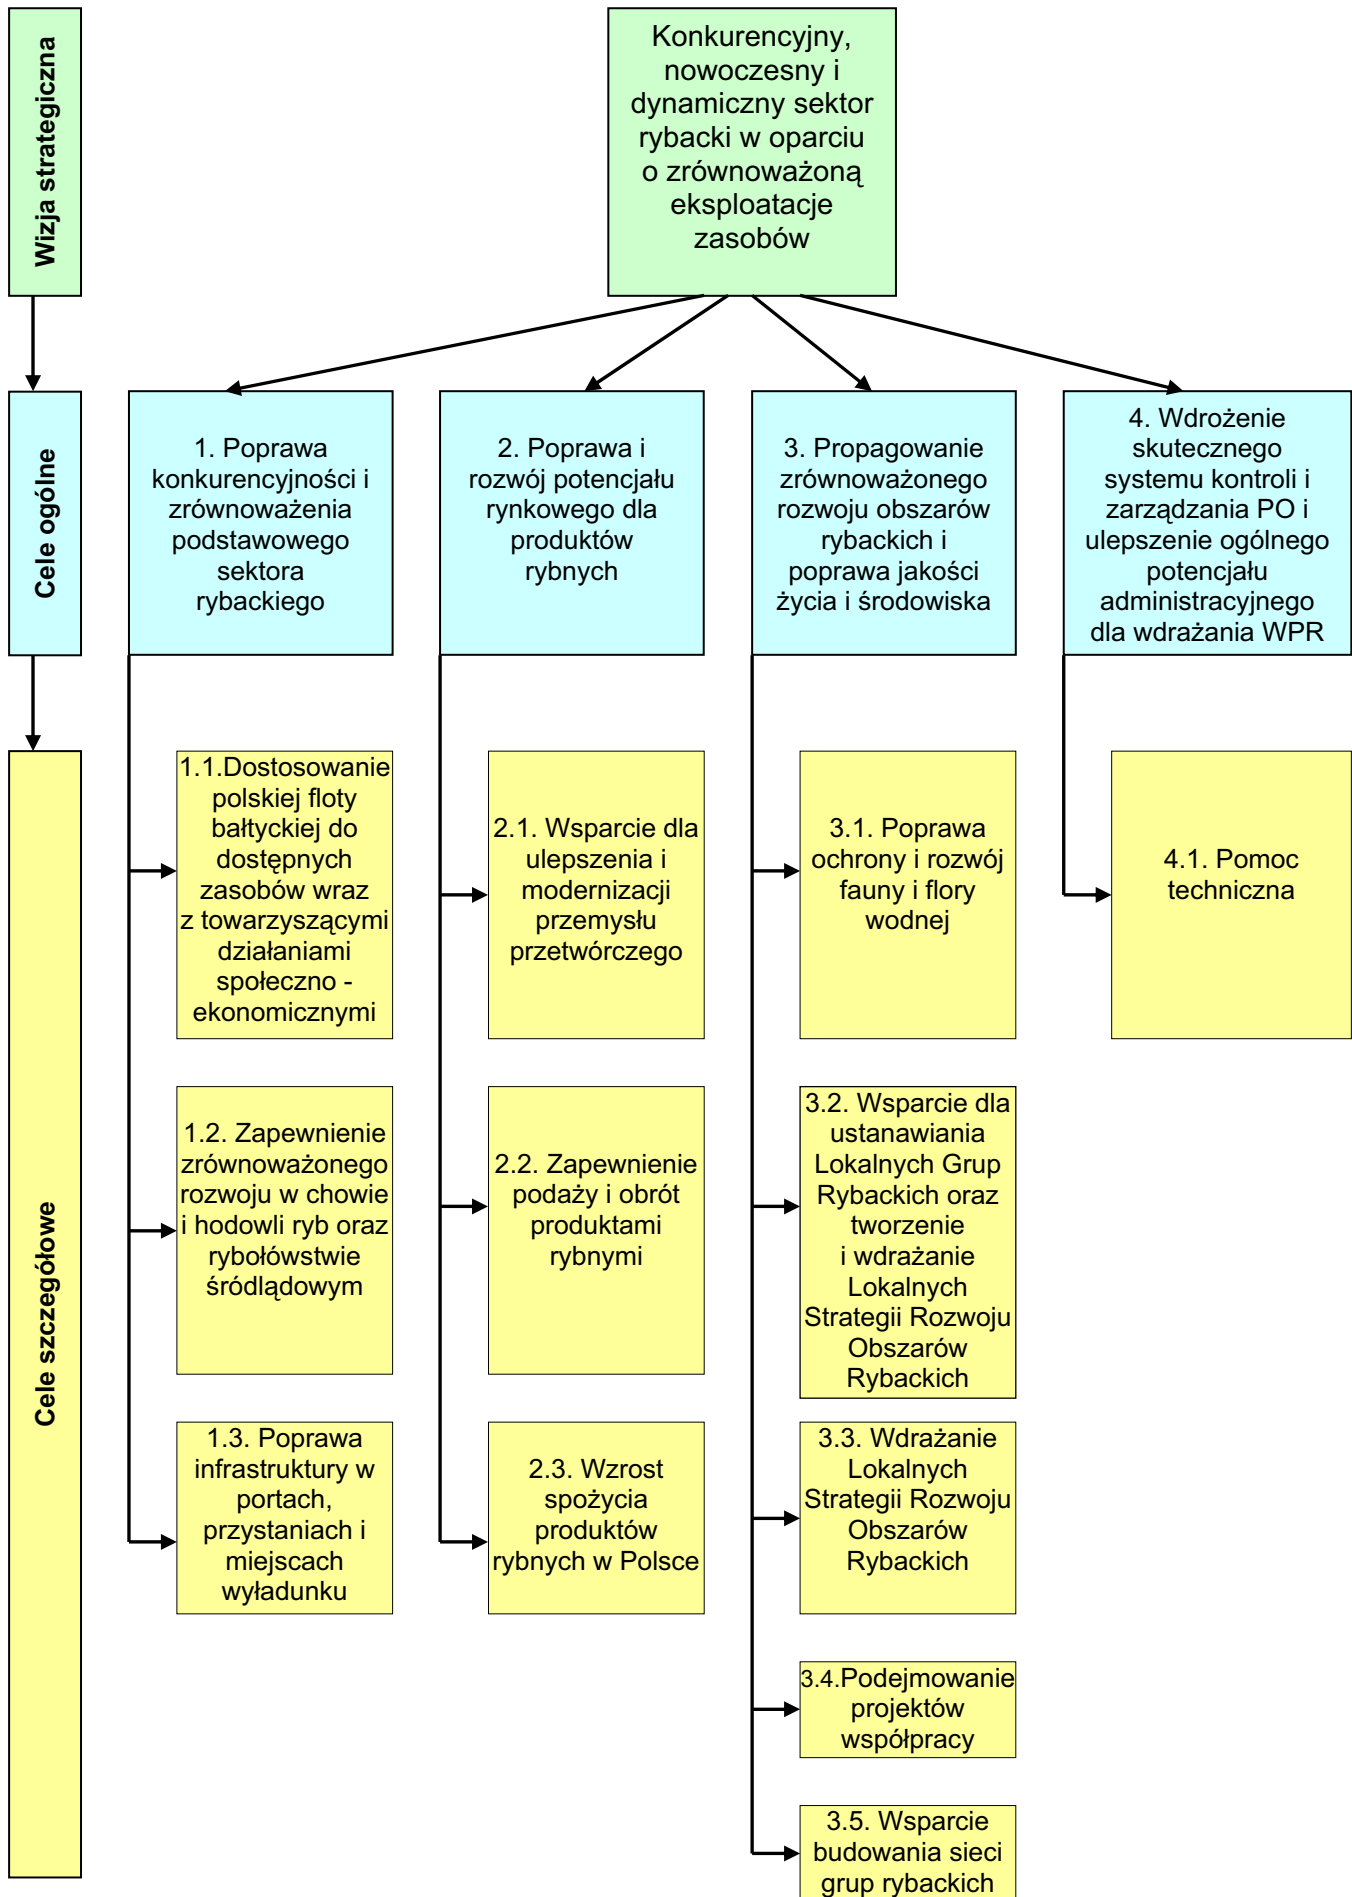 Wizja strategiczna
Konkurencyjny,
nowoczesny i
dynamiczny sektor
rybacki w oparciu
o zrównoważoną
eksploatacje
zasobów
Cele ogólne
1. Poprawa
konkurencyjności i
zrównoważenia
podstawowego
sektora
rybackiego
2. Poprawa i
rozwój potencjału
rynkowego dla
produktów
rybnych
3. Propagowanie
zrównoważonego
rozwoju obszarów
rybackich i
poprawa jakości
życia i środowiska
4. Wdrożenie
skutecznego
systemu kontroli i
zarządzania PO i
ulepszenie ogólnego
potencjału
administracyjnego
dla wdrażania WPR
Cele szczegółowe
1.1.Dostosowanie
polskiej floty
bałtyckiej do
dostępnych
zasobów wraz
z towarzyszącymi
działaniami
społeczno -
ekonomicznymi
2.1. Wsparcie dla
ulepszenia i
modernizacji
przemysłu
przetwórczego
3.1. Poprawa
ochrony i rozwój
fauny i flory
wodnej
4.1. Pomoc
techniczna
1.2. Zapewnienie
zrównoważonego
rozwoju w chowie
i hodowli ryb oraz
rybołówstwie
śródlądowym
2.2. Zapewnienie
podaży i obrót
produktami
rybnymi
3.2. Wsparcie dla
ustanawiania
Lokalnych Grup
Rybackich oraz
tworzenie
i wdrażanie
Lokalnych
Strategii Rozwoju
Obszarów
Rybackich
1.3. Poprawa
infrastruktury w
portach,
przystaniach i
miejscach
wyładunku
2.3. Wzrost
spożycia
produktów
rybnych w Polsce
3.3. Wdrażanie
Lokalnych
Strategii Rozwoju
Obszarów
Rybackich
3.4.Podejmowanie
projektów
współpracy
3.5. Wsparcie
budowania sieci
grup rybackich